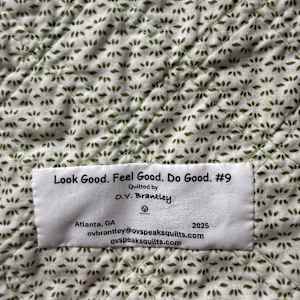 Look Good. Feel Good. Do Good. #9
Quilted by
O.V. Brantley
Atlanta, GA 2025
ovbrantley@ovspeaksquilts.com
ovspeaksquilts.com